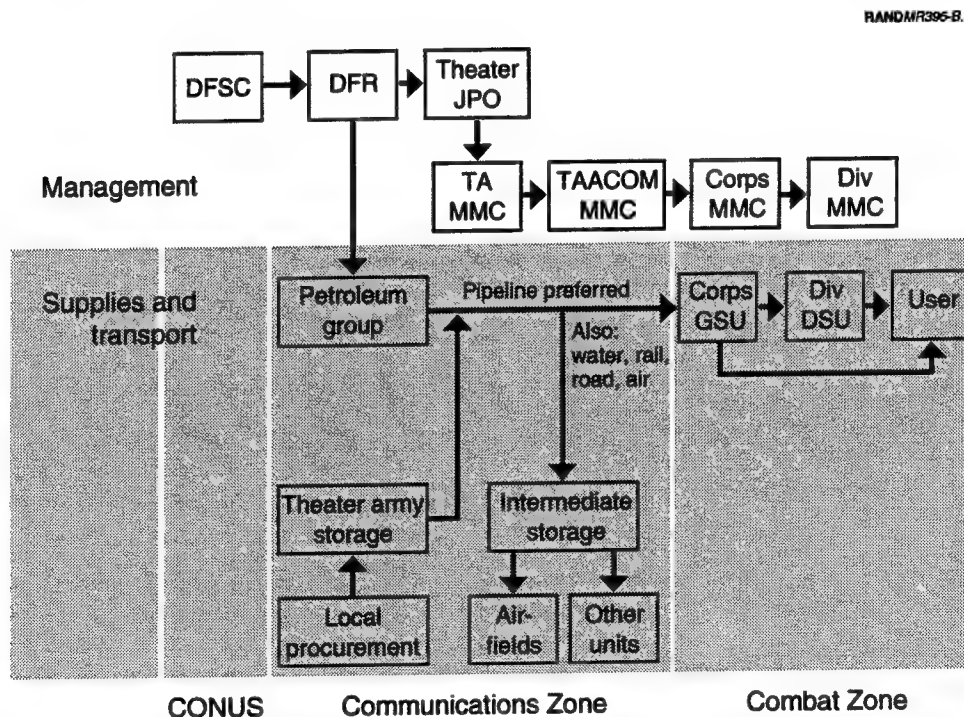 RANDMR395-B.
DFSC
DFR
Theater
JPO
Management
TA
MMC
TAACOM
MMC
Corps
MMC
Div
MMC
Supplies and
transport
Petroleum
group
Pipeline preferred
Also:
water, rail,
road, air
Corps
GSU
Div
DSU
User
Theater army
storage
Intermediate
storage
Local
procurement
Air-
fields
Other
units
CONUS
Communications Zone
Combat Zone